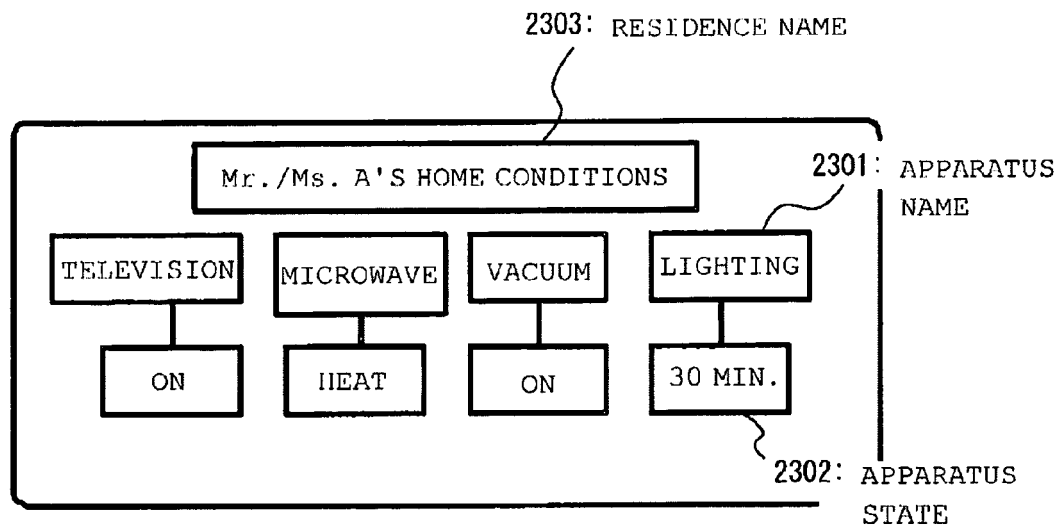 2303: RESIDENCE NAME
Mr./Ms. A'S HOME CONDITIONS
2301: APPARATUS
NAME
TELEVISION
MICROWAVE
VACUUM
LIGHTING
ON
HEAT
ON
30 MIN.
2302: APPARATUS
STATE